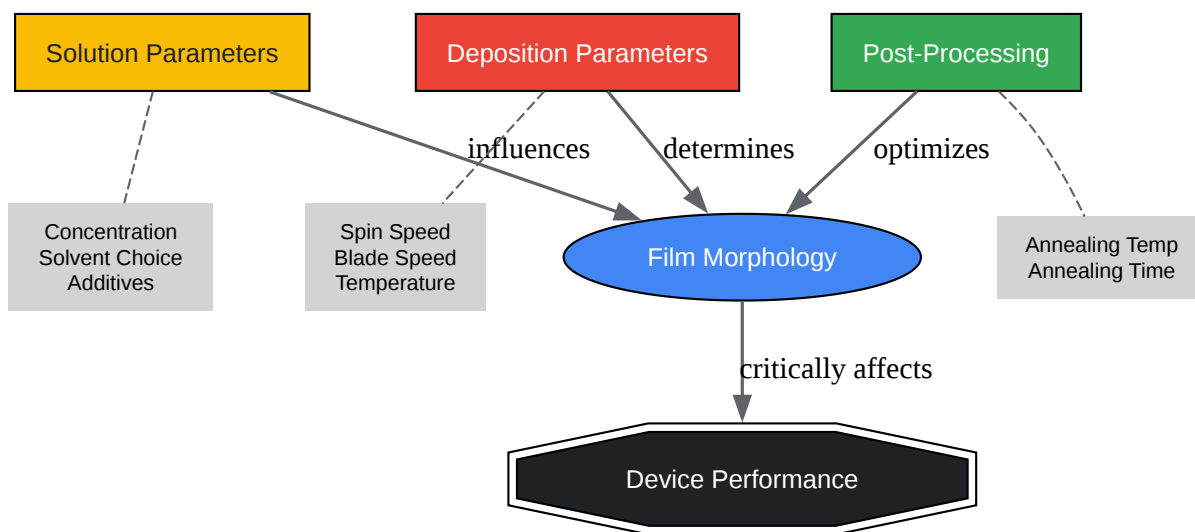 Solution Parameters
Deposition Parameters
Post-Processing
influences
determines
optimizes
Concentration
Solvent Choice
Additives
Spin Speed
Blade Speed
Temperature
Film Morphology
Annealing Temp
Annealing Time
critically affects
Device Performance